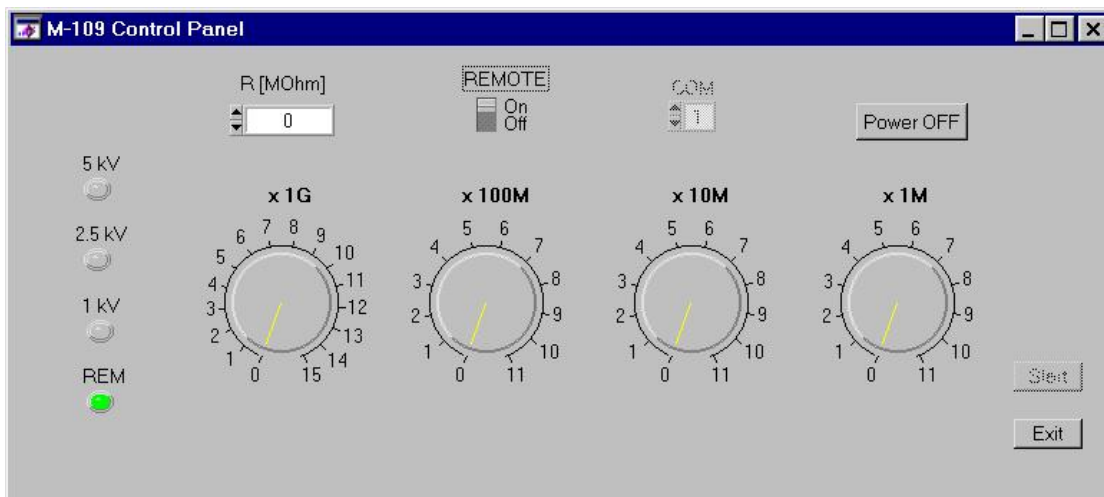 M-109 Control Panel
R [MOhm]
0
REMOTE
On
Off
COM
1
Power OFF
5 kV
2.5 kV
1 kV
REM
x 1G
0 1 2 3 4 5 6 7 8 9 10 11 12 13 14 15
x 100M
0 1 2 3 4 5 6 7 8 9 10 11
x 10M
0 1 2 3 4 5 6 7 8 9 10 11
x 1M
0 1 2 3 4 5 6 7 8 9 10 11
Start
Exit